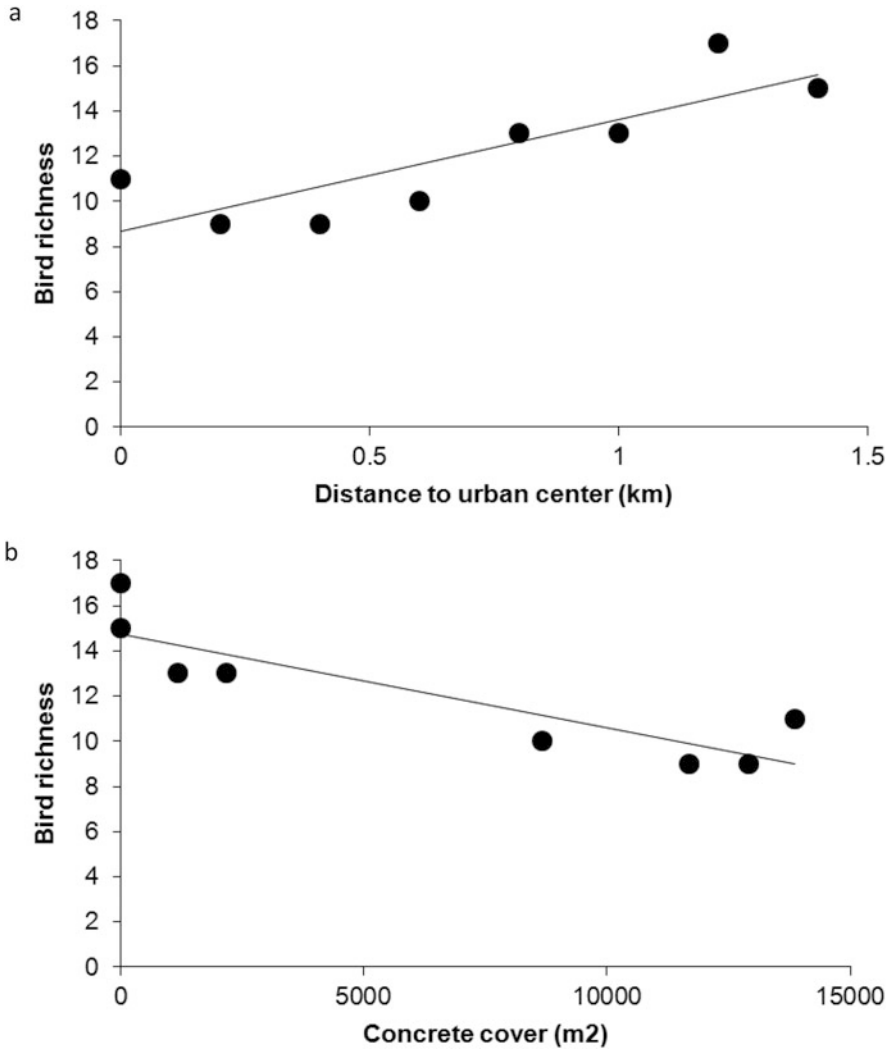 a
18
16
14
12
10
8
6
4
2
0
Bird richness
0 0.5 1 1.5
Distance to urban center (km)
b
18
16
14
12
10
8
6
4
2
0
Bird richness
0 5000 10000 15000
Concrete cover (m2)